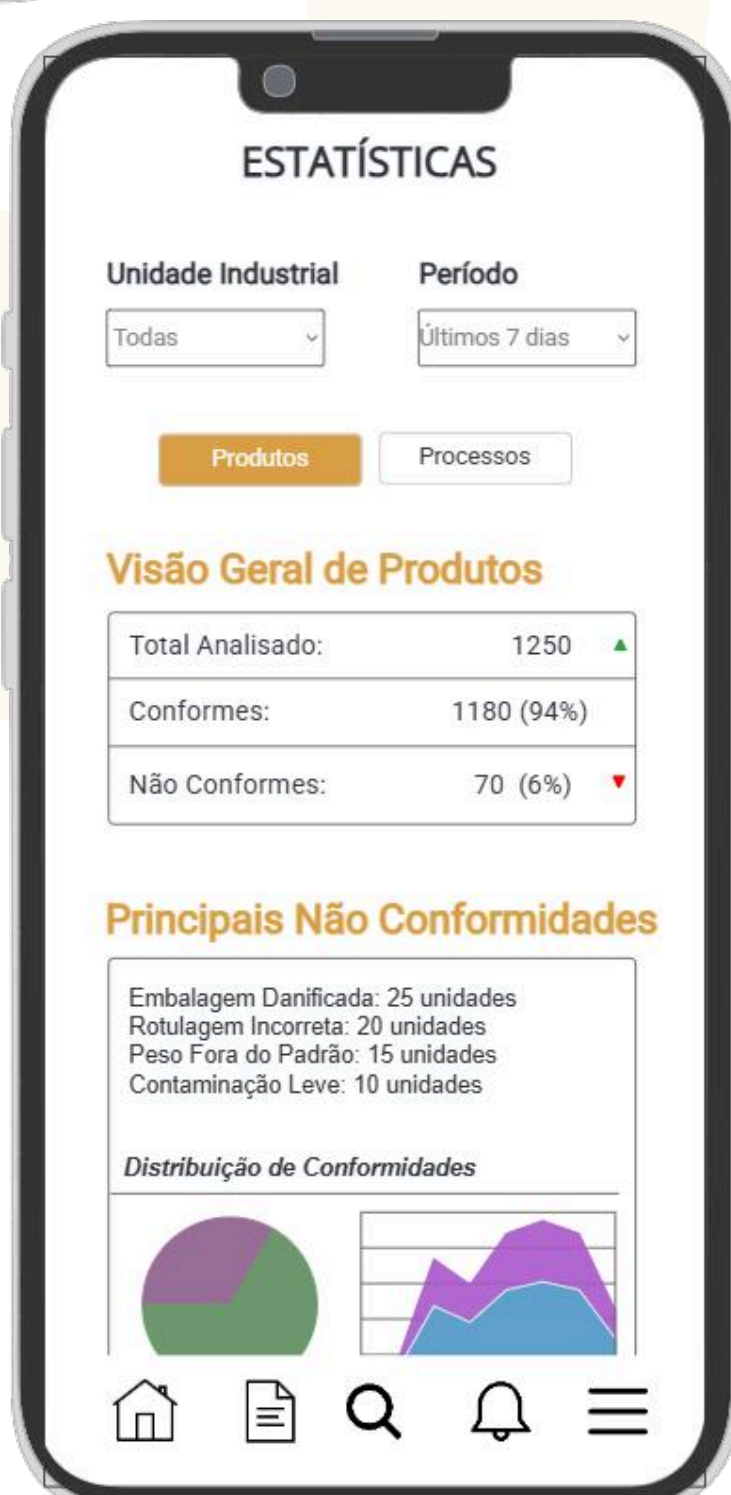 ESTATÍSTICAS
Unidade Industrial Período
Todas Últimos 7 dias
Produtos Processos
Visão Geral de Produtos
Total Analisado: 1250
Conformes: 1180 (94%)
Não Conformes: 70 (6%)
Principais Não Conformidades
Embalagem Danificada: 25 unidades
Rotulagem Incorreta: 20 unidades
Peso Fora do Padrão: 15 unidades
Contaminação Leve: 10 unidades
Distribuição de Conformidades